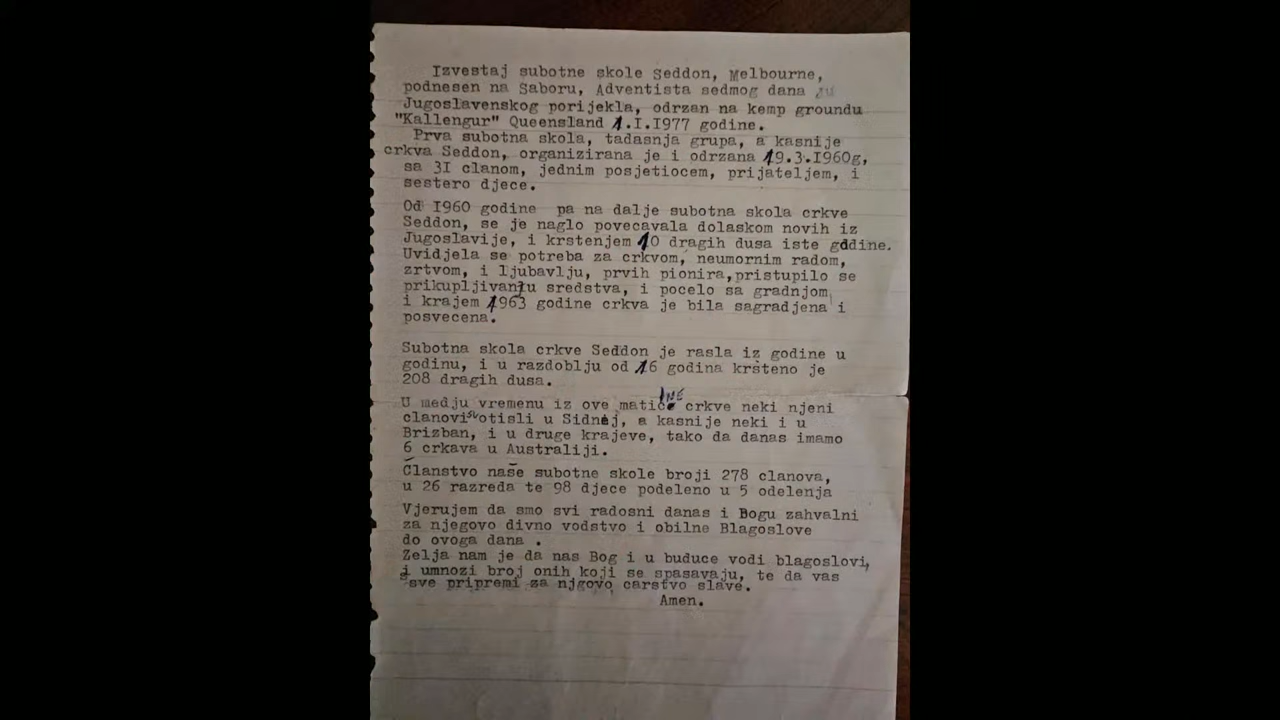 Izvestaj subotne skole Seddon, Melbourne,
podnesen na Saboru, Adventista sedmog dana
Jugoslavenskog porijekla, odrzan na kemp groundu
"Kallengur" Queensland 1.I.I977 godine.
Prva subotna skola, tadasnja grupa, a kasnije
crkva Seddon, organizirana je i odrzana 19.3.I960g,
sa 3I clanom, jednim posjetiocem, prijateljem, i
sestero djece.
Od I960 godine pa na dalje subotna skola crkve
Seddon, se je naglo povecavala dolaskom novih iz
Jugoslavije, i krstenjem 10 dragih dusa iste godine.
Uvidjela se potreba za crkvom, neumornim radom,
zrtvom, i ljubavlju, prvih pionira,pristupilo se
prikupljivanju sredstva, i pocelo sa gradnjom
i krajem 1963 godine crkva je bila sagradjena i
posvecena.
Subotna skola crkve Seddon je rasla iz godine u
godinu, i u razdoblju od 16 godina kršteno je
208 dragih dusa.
U medju vremenu iz ove matične crkve neki njeni
clanovi su otisli u Sidnej, a kasnije neki i u
Brizban, i u druge krajeve, tako da danas imamo
6 crkava u Australiji.
Članstvo naše subotne skole broji 278 clanova,
u 26 razreda te 98 djece podeleno u 5 odelenja
Vjerujem da smo svi radosni danas i Bogu zahvalni
za njegovo divno vodstvo i obilne Blagoslove
do ovoga dana .
Zelja nam je da nas Bog i u buduce vodi blagoslovi,
i umnozi broj onih koji se spasavaju, te da vas
sve pripremi za njgovo carstvo slave.
Amen.